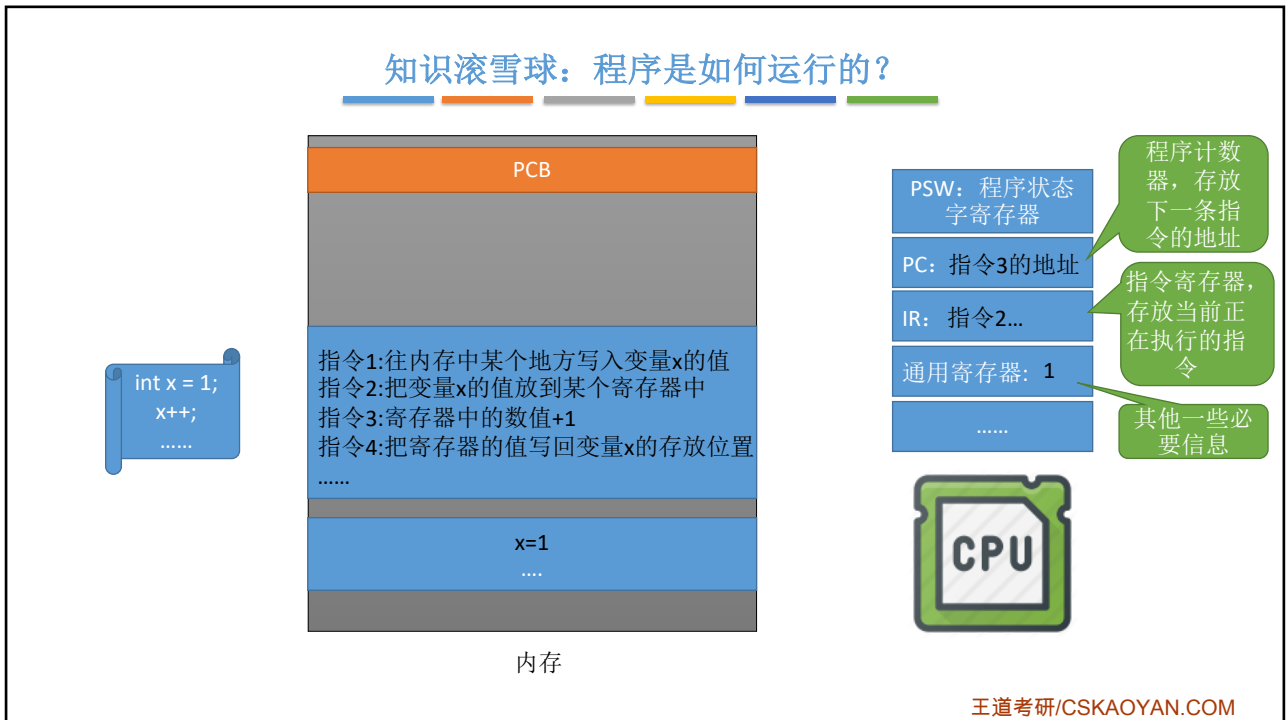 知识滚雪球：程序是如何运行的？
PCB
int x = 1;
x++;
……
指令1:往内存中某个地方写入变量x的值
指令2:把变量x的值放到某个寄存器中
指令3:寄存器中的数值+1
指令4:把寄存器的值写回变量x的存放位置
……
x=1
….
内存
PSW：程序状态
字寄存器
PC：指令3的地址
IR： 指令2…
通用寄存器: 1
……
程序计数
器，存放
下一条指
令的地址
指令寄存器，
存放当前正
在执行的指
令
其他一些必
要信息
CPU
王道考研/CSKAOYAN.COM